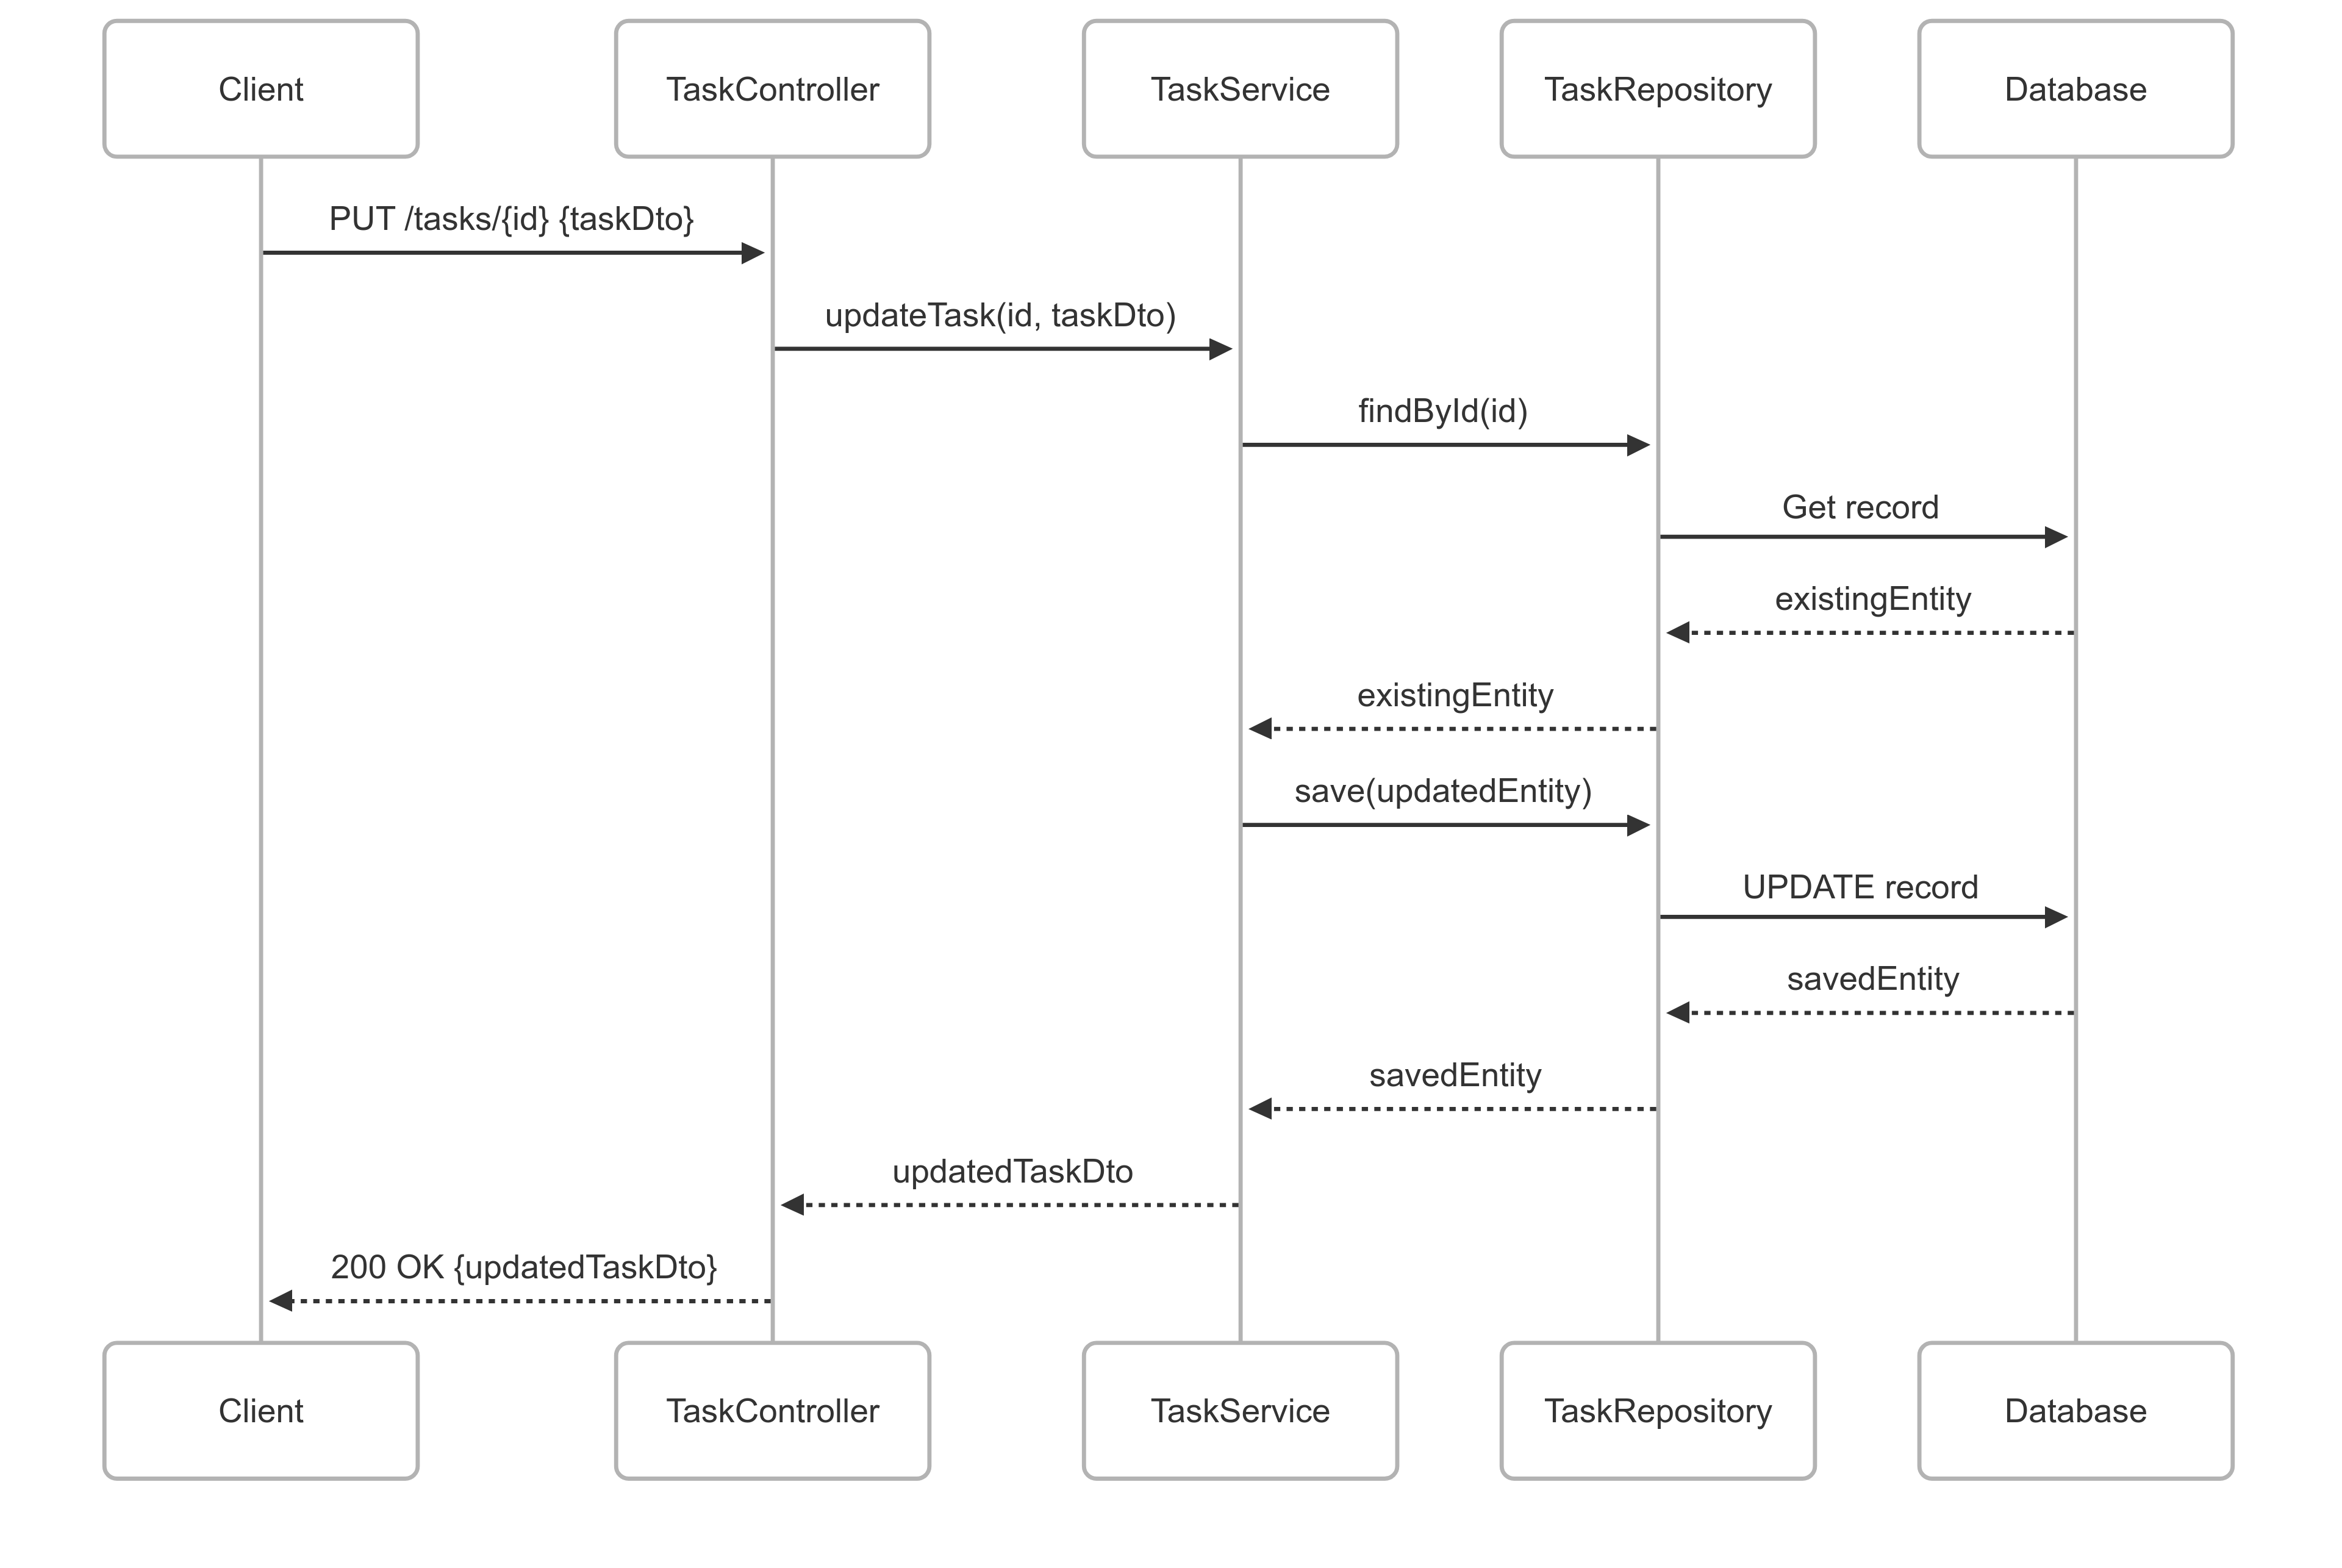 Client
TaskController
TaskService
TaskRepository
Database
PUT /tasks/{id} {taskDto}
updateTask(id, taskDto)
findById(id)
Get record
existingEntity
existingEntity
save(updatedEntity)
UPDATE record
savedEntity
savedEntity
updatedTaskDto
200 OK {updatedTaskDto}
Client
TaskController
TaskService
TaskRepository
Database